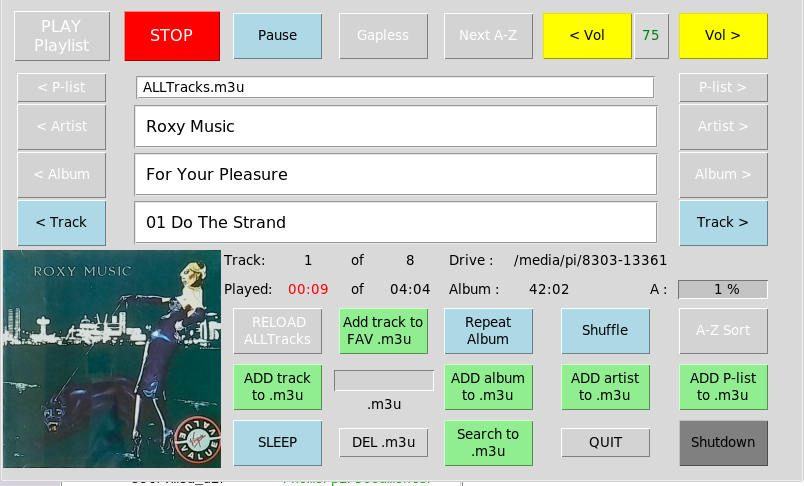 PLAY
Playlist
STOP
Pause
Gapless
Next A-Z
< Vol
75
Vol >
< P-list
ALLTracks.m3u
P-list >
< Artist
Roxy Music
Artist >
< Album
For Your Pleasure
Album >
< Track
01 Do The Strand
Track >
Track: 1 of 8 Drive : /media/pi/8303-13361
Played: 00:09 of 04:04 Album : 42:02 A : 1 %
ROXY MUSIC
RELOAD
ALLTracks
Add track to
FAV .m3u
Repeat
Album
Shuffle
A-Z Sort
ADD track
to .m3u
.m3u
ADD album
to .m3u
ADD artist
to .m3u
ADD P-list
to .m3u
VALUE
Virgin
VALUE
SLEEP
DEL .m3u
Search to
.m3u
QUIT
Shutdown